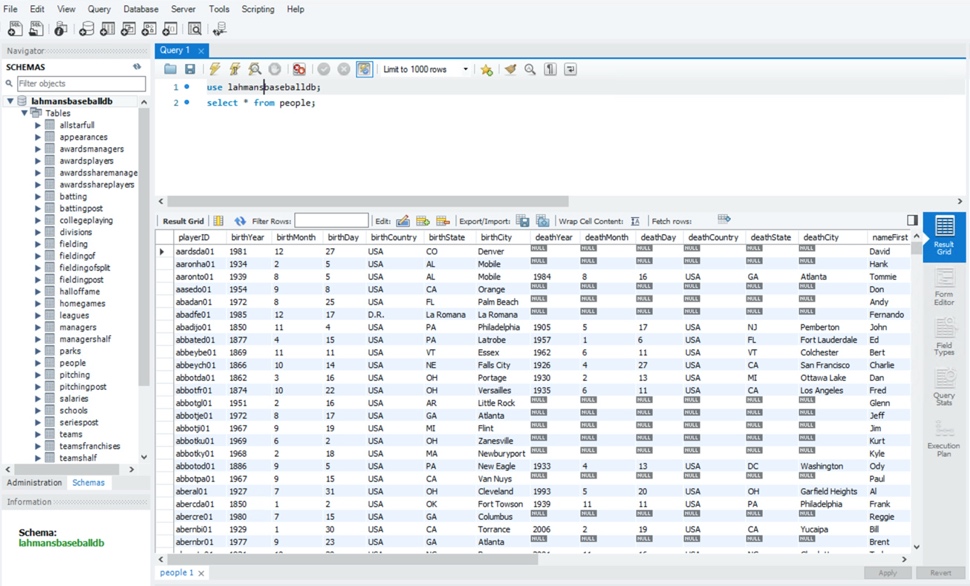 File Edit View Query Database Server Tools Scripting Help
Navigator
SCHEMAS
Filter objects
lahmansbaseballdb
Tables
allstarfull
appearances
awardsmanagers
awardsplayers
awardssharemanage
awardsshareplayers
batting
battingpost
collegeplaying
divisions
fielding
fieldingof
fieldingofsplit
fieldingpost
halloffame
homegames
leagues
managers
managershalf
parks
people
pitching
pitchingpost
salaries
schools
seriespost
teams
teamsfranchises
teamshalf
Administration Schemas
Information
Schema:
lahmansbaseballdb
Query 1
Limit to 1000 rows
1 use lahmansbaseballdb;
2 select * from people;
Result Grid Filter Rows: Edit: Export/Import: Wrap Cell Content: Fetch rows:
playerID birthYear birthMonth birthDay birthCountry birthState birthCity deathYear deathMonth deathDay deathCountry deathState deathCity nameFirst
aardsda01 1981 12 27 USA CO Denver NULL NULL NULL NULL NULL NULL David
aaronha01 1934 2 5 USA AL Mobile NULL NULL NULL NULL NULL NULL Hank
aaronto01 1939 8 5 USA AL Mobile 1984 8 16 USA GA Atlanta Tommie
aasedo01 1954 9 8 USA CA Orange NULL NULL NULL NULL NULL NULL Don
abadan01 1972 8 25 USA FL Palm Beach NULL NULL NULL NULL NULL NULL Andy
abadfe01 1985 12 17 D.R. La Romana La Romana NULL NULL NULL NULL NULL NULL Fernando
abadijo01 1850 11 4 USA PA Philadelphia 1905 5 17 USA NJ Pemberton John
abbated01 1877 4 15 USA PA Latrobe 1957 1 6 USA FL Fort Lauderdale Ed
abbeybe01 1869 11 11 USA VT Essex 1962 6 11 USA VT Colchester Bert
abbeych01 1866 10 14 USA NE Falls City 1926 4 27 USA CA San Francisco Charlie
abbotda01 1862 3 16 USA OH Portage 1930 2 13 USA MI Ottawa Lake Dan
abbotfr01 1874 10 22 USA OH Versailles 1935 6 11 USA CA Los Angeles Fred
abbotgl01 1951 2 16 USA AR Little Rock NULL NULL NULL NULL NULL NULL Glenn
abbotje01 1972 8 17 USA GA Atlanta NULL NULL NULL NULL NULL NULL Jeff
abbotji01 1967 9 19 USA MI Flint NULL NULL NULL NULL NULL NULL Jim
abbotku01 1969 6 2 USA OH Zanesville NULL NULL NULL NULL NULL NULL Kurt
abbotky01 1968 2 18 USA MA Newburyport NULL NULL NULL NULL NULL NULL Kyle
abbotod01 1886 9 5 USA PA New Eagle 1933 4 13 USA DC Washington Ody
abbotpa01 1967 9 15 USA CA Van Nuys NULL NULL NULL NULL NULL NULL Paul
aberal01 1927 7 31 USA OH Cleveland 1993 5 20 USA OH Garfield Heights Al
abercda01 1850 1 2 USA OK Fort Towson 1939 11 11 USA PA Philadelphia Frank
abercre01 1980 7 15 USA GA Columbus NULL NULL NULL NULL NULL NULL Reggie
abernbi01 1929 1 30 USA CA Torrance 2006 2 19 USA CA Yucaipa Bill
abernbr01 1977 9 23 USA GA Atlanta NULL NULL NULL NULL NULL NULL Brent
Result Grid
Form Editor
Field Types
Query Stats
Execution Plan
people 1
Apply Revert